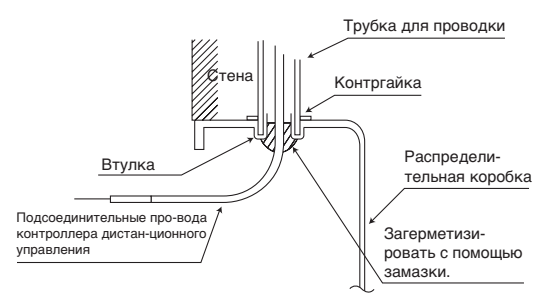 Трубка для проводки
Стена
Контргайка
Втулка
Распредели-
тельная коробка
Подсоединительные про-вода
контроллера дистан-ционного
управления
Загерметизи-
ровать с помощью
замазки.